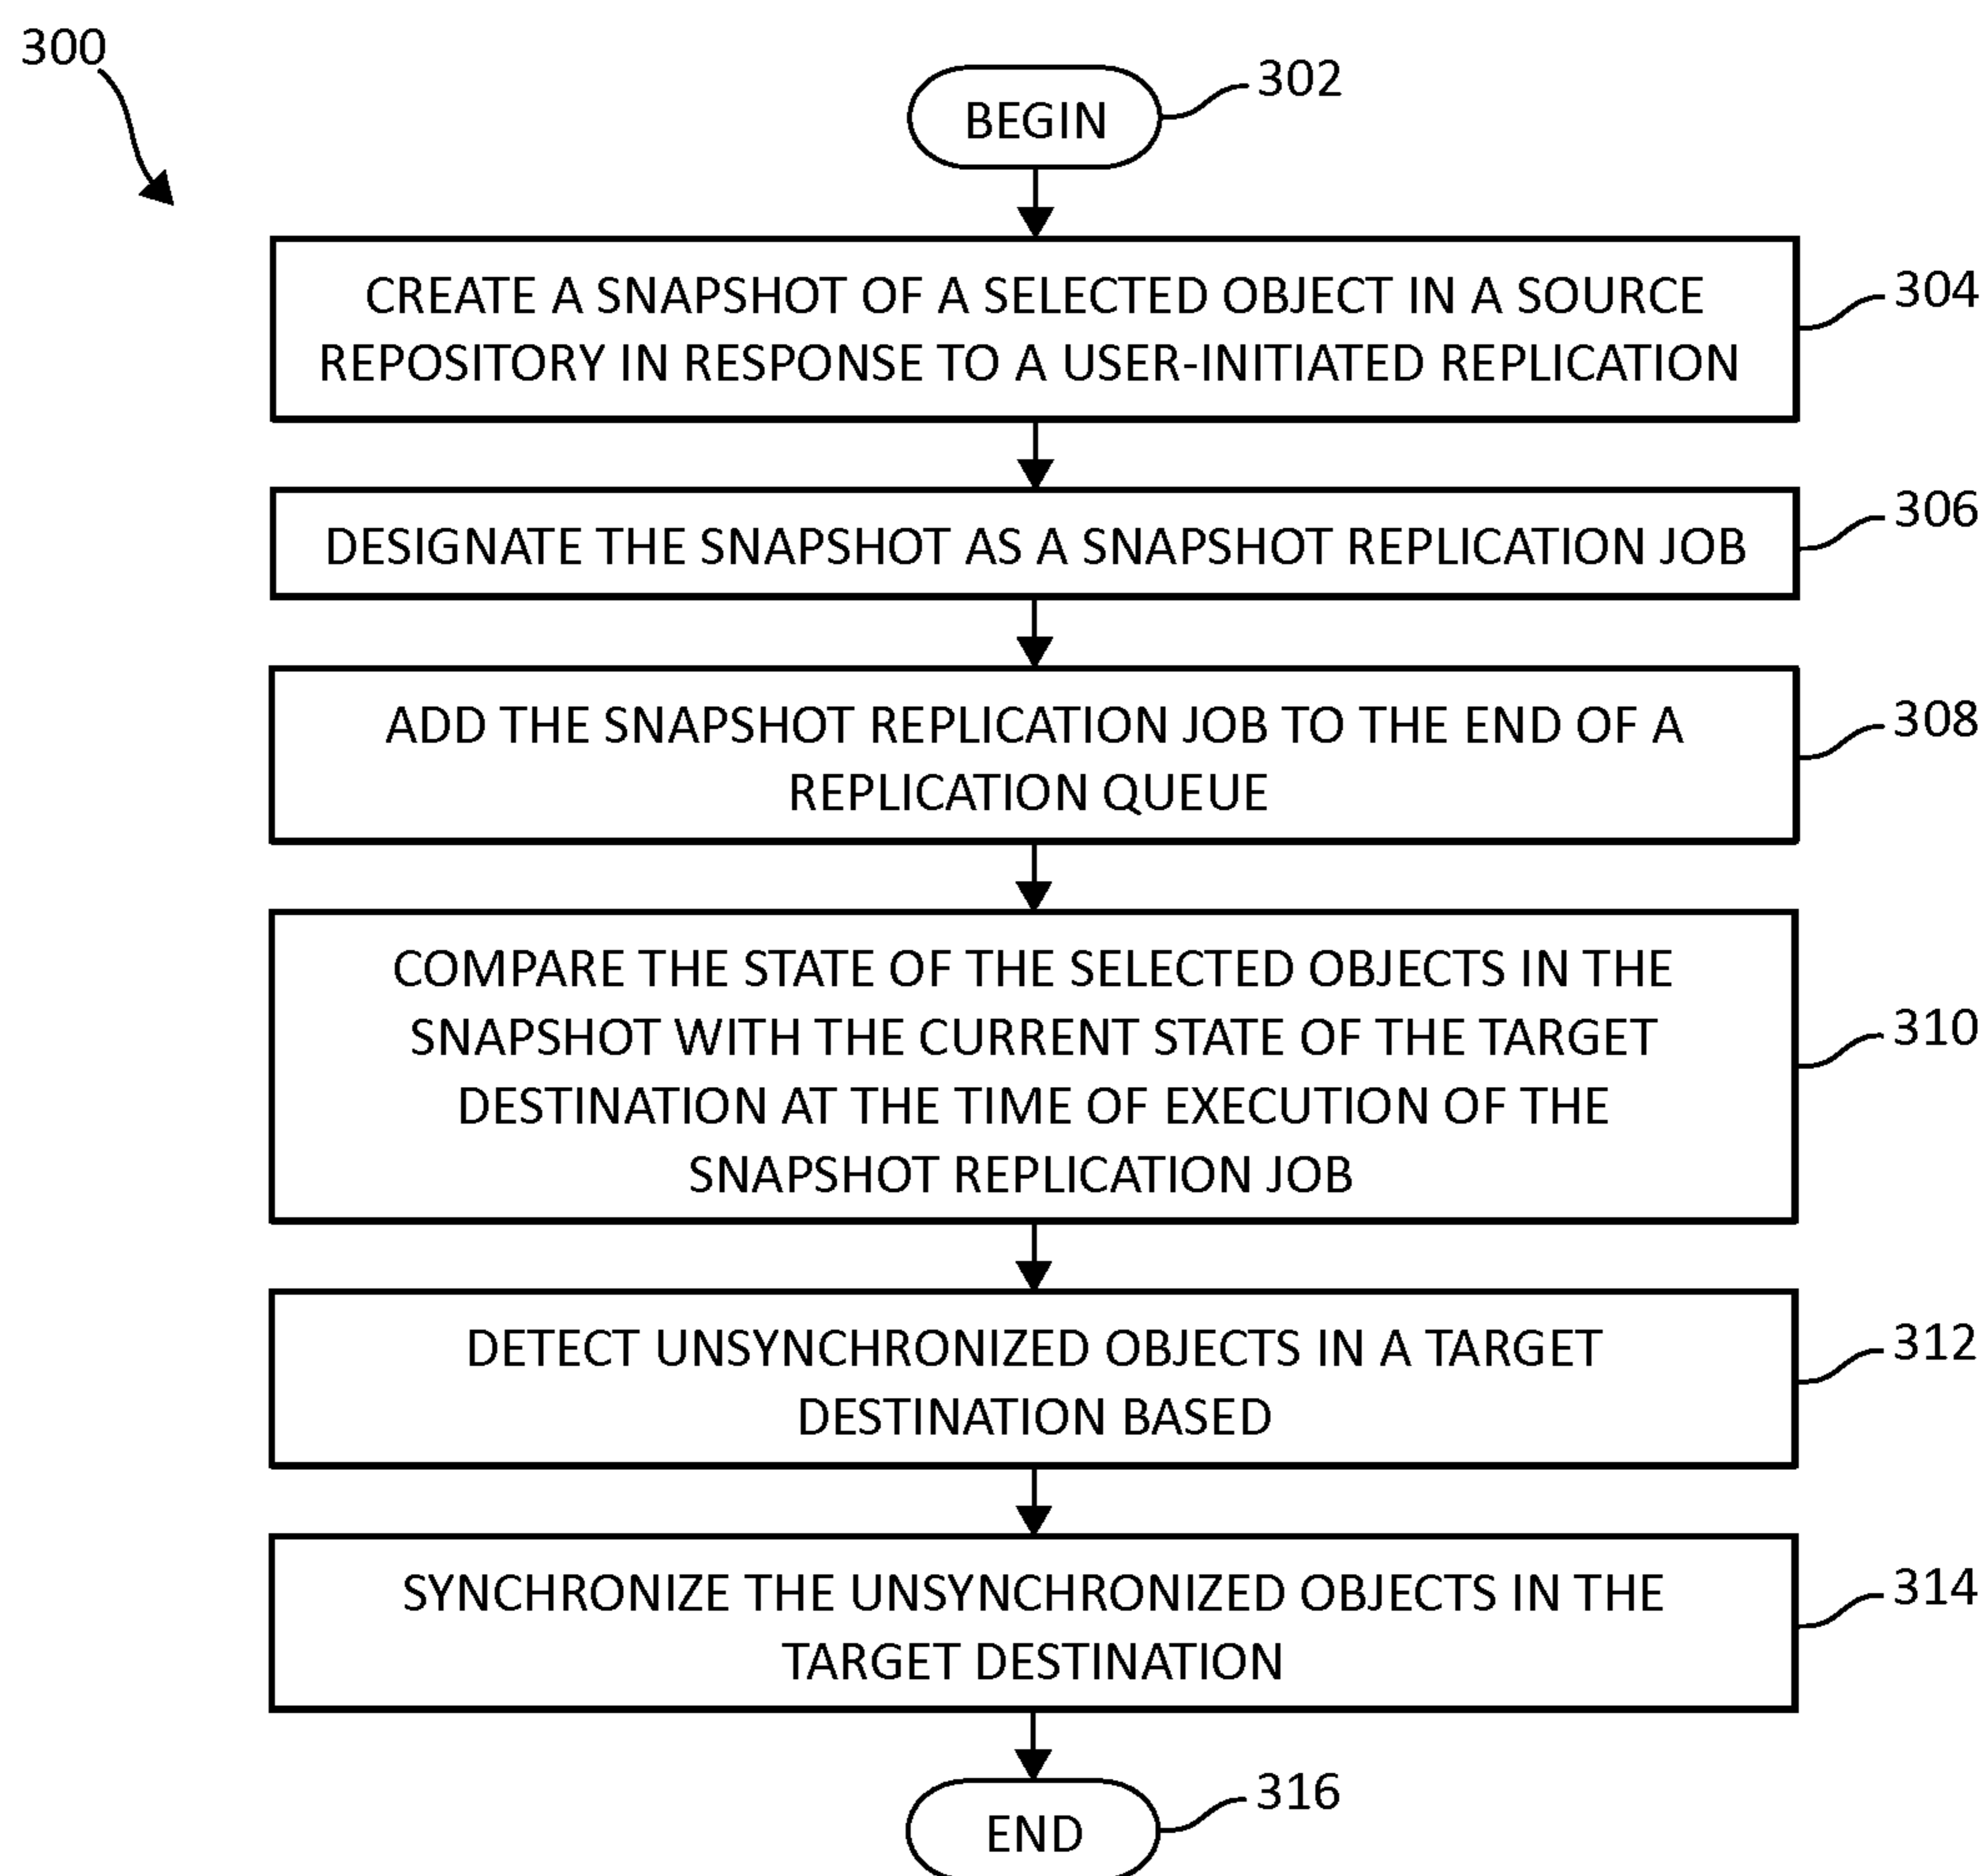 300
BEGIN
302
CREATE A SNAPSHOT OF A SELECTED OBJECT IN A SOURCE
REPOSITORY IN RESPONSE TO A USER-INITIATED REPLICATION
304
DESIGNATE THE SNAPSHOT AS A SNAPSHOT REPLICATION JOB
306
ADD THE SNAPSHOT REPLICATION JOB TO THE END OF A
REPLICATION QUEUE
308
COMPARE THE STATE OF THE SELECTED OBJECTS IN THE
SNAPSHOT WITH THE CURRENT STATE OF THE TARGET
DESTINATION AT THE TIME OF EXECUTION OF THE
SNAPSHOT REPLICATION JOB
310
DETECT UNSYNCHRONIZED OBJECTS IN A TARGET
DESTINATION BASED
312
SYNCHRONIZE THE UNSYNCHRONIZED OBJECTS IN THE
TARGET DESTINATION
314
END
316